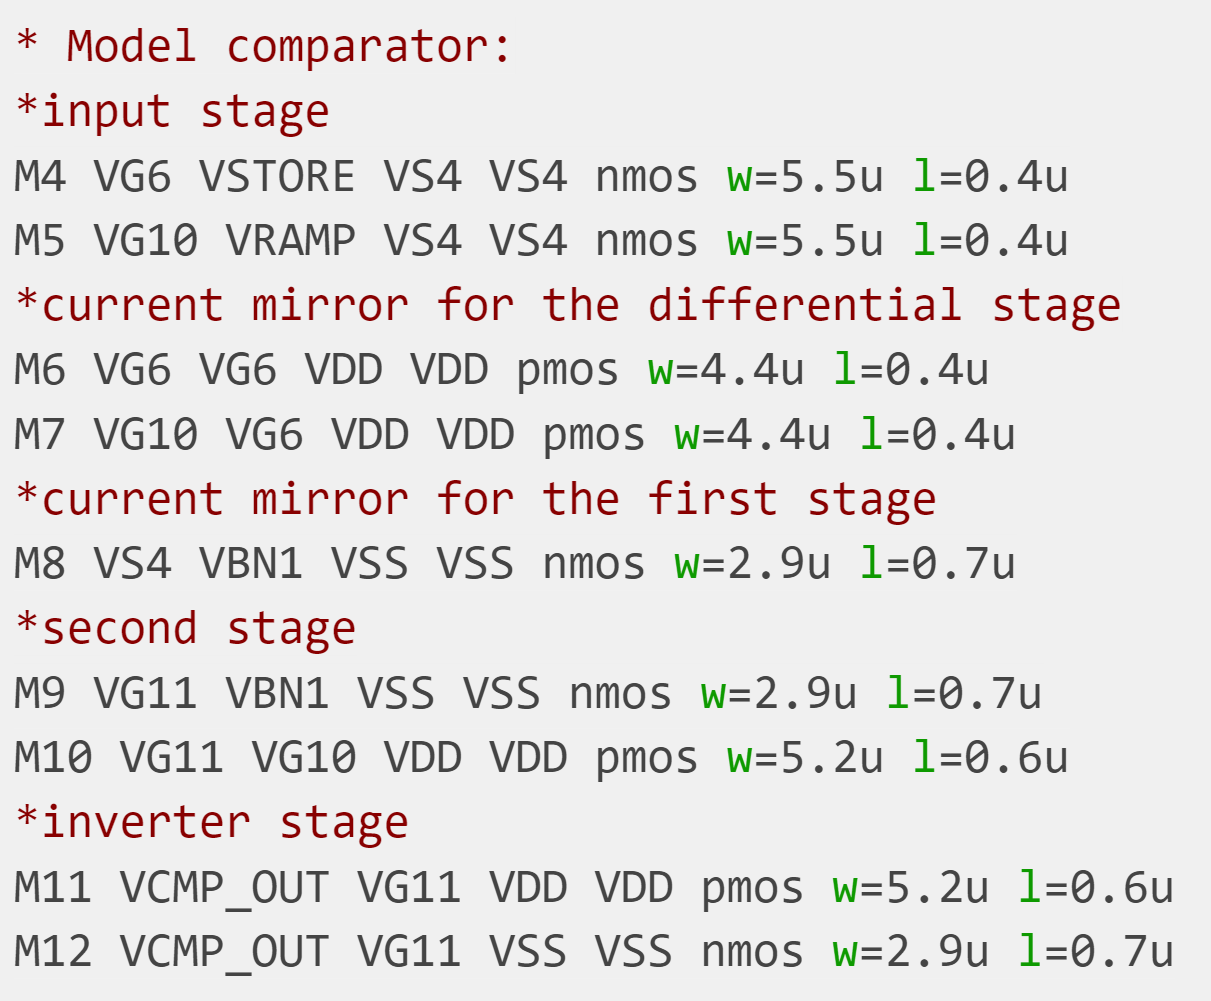 * Model comparator:
*input stage
M4 VG6 VSTORE VS4 VS4 nmos w=5.5u l=0.4u
M5 VG10 VRAMP VS4 VS4 nmos w=5.5u l=0.4u
*current mirror for the differential stage
M6 VG6 VG6 VDD VDD pmos w=4.4u l=0.4u
M7 VG10 VG6 VDD VDD pmos w=4.4u l=0.4u
*current mirror for the first stage
M8 VS4 VBN1 VSS VSS nmos w=2.9u l=0.7u
*second stage
M9 VG11 VBN1 VSS VSS nmos w=2.9u l=0.7u
M10 VG11 VG10 VDD VDD pmos w=5.2u l=0.6u
*inverter stage
M11 VCMP_OUT VG11 VDD VDD pmos w=5.2u l=0.6u
M12 VCMP_OUT VG11 VSS VSS nmos w=2.9u l=0.7u